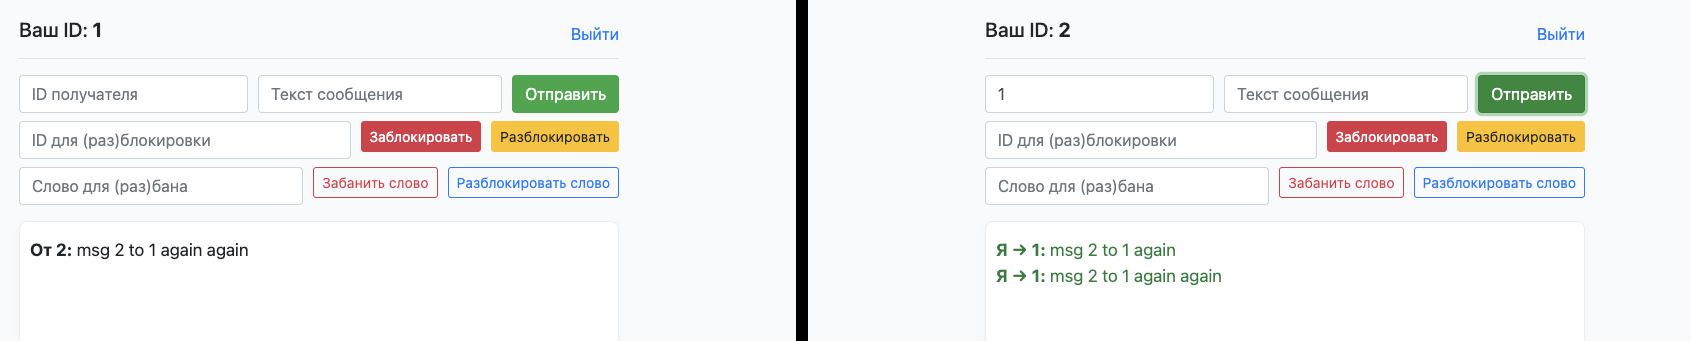 Ваш ID: 1
Выйти
ID получателя
Текст сообщения
Отправить
ID для (раз)блокировки
Заблокировать
Разблокировать
Слово для (раз)бана
Забанить слово
Разблокировать слово
От 2: msg 2 to 1 again again
Ваш ID: 2
Выйти
1
Текст сообщения
Отправить
ID для (раз)блокировки
Заблокировать
Разблокировать
Слово для (раз)бана
Забанить слово
Разблокировать слово
Я → 1: msg 2 to 1 again
Я → 1: msg 2 to 1 again again